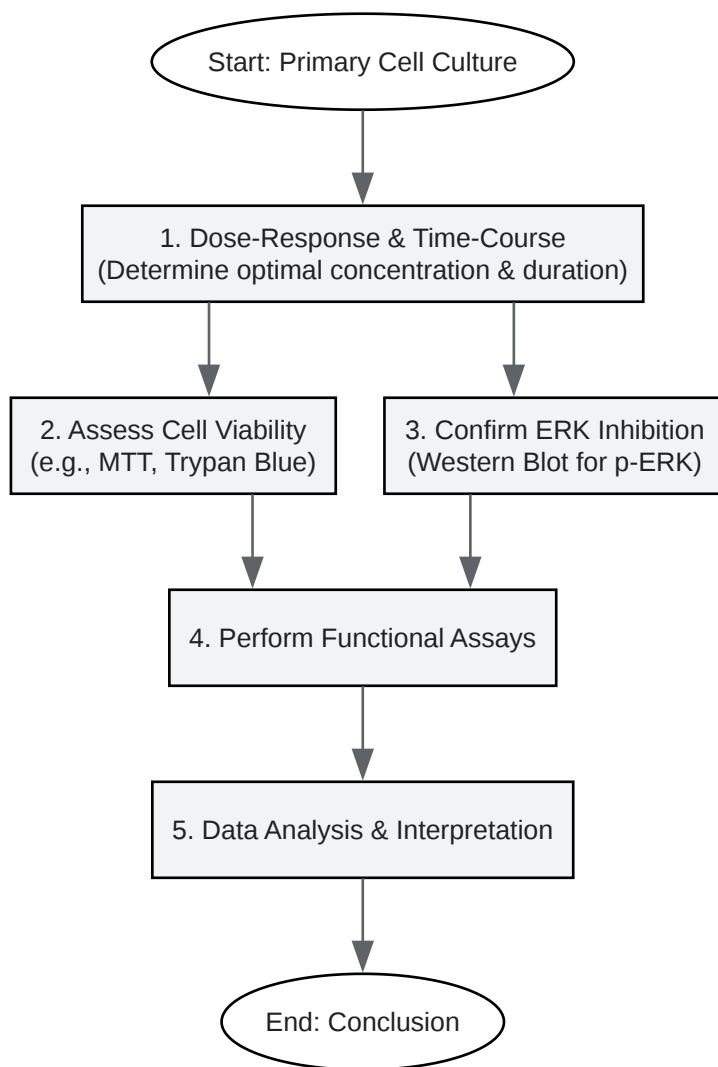 Start: Primary Cell Culture
1. Dose-Response & Time-Course
(Determine optimal concentration & duration)
2. Assess Cell Viability
(e.g., MTT, Trypan Blue)
3. Confirm ERK Inhibition
(Western Blot for p-ERK)
4. Perform Functional Assays
5. Data Analysis & Interpretation
End: Conclusion